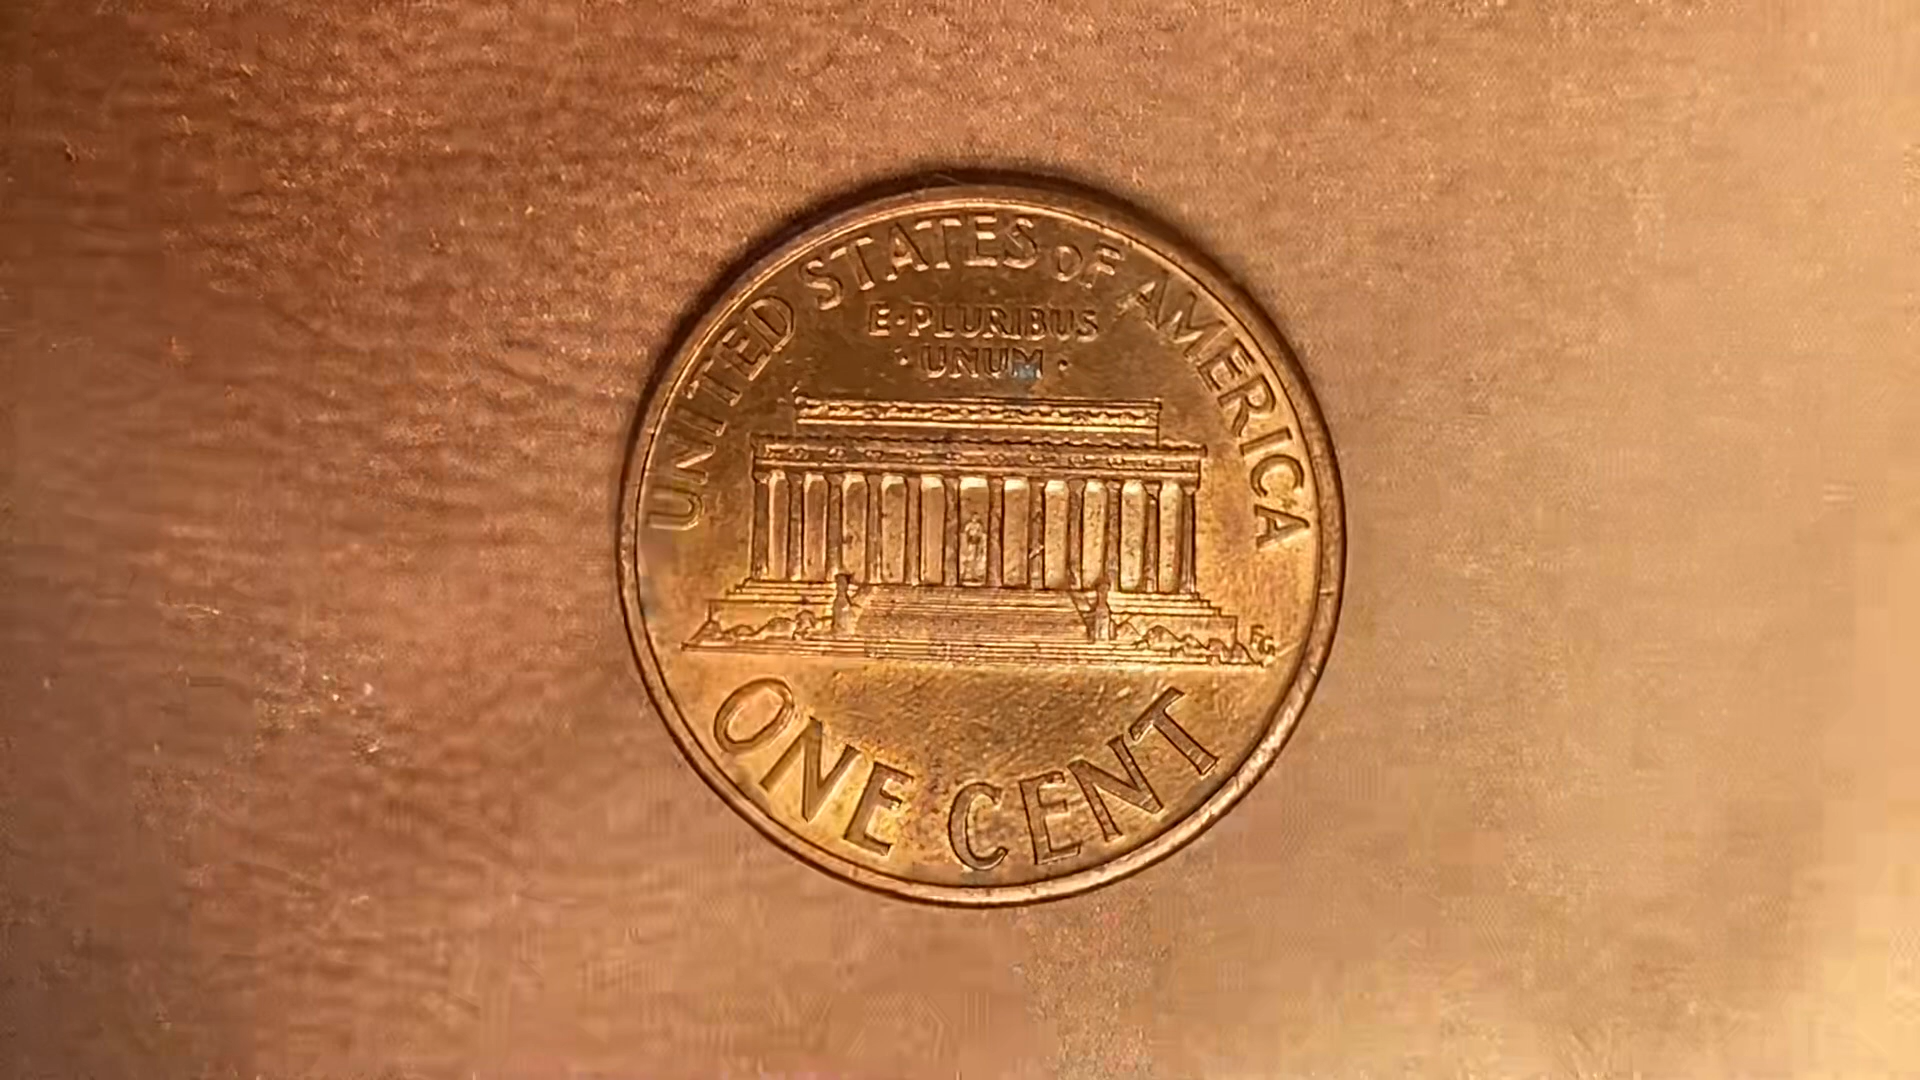 UNITED STATES OF AMERICA
E·PLURIBUS
·UNUM·
FG
ONE CENT